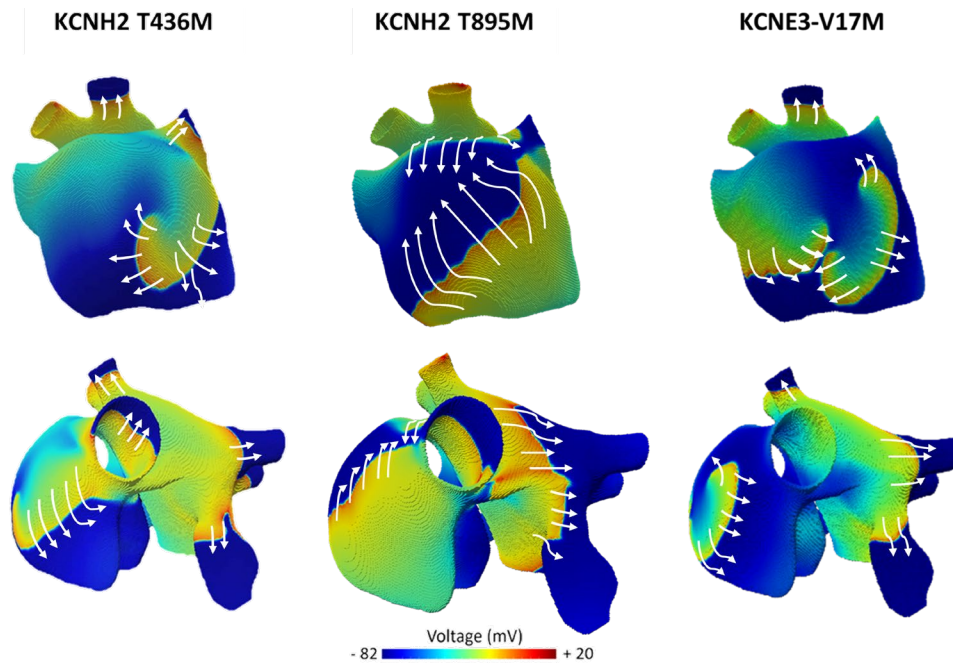 KCNH2 T436M
KCNH2 T895M
KCNE3-V17M
Voltage (mV)
- 82
+ 20